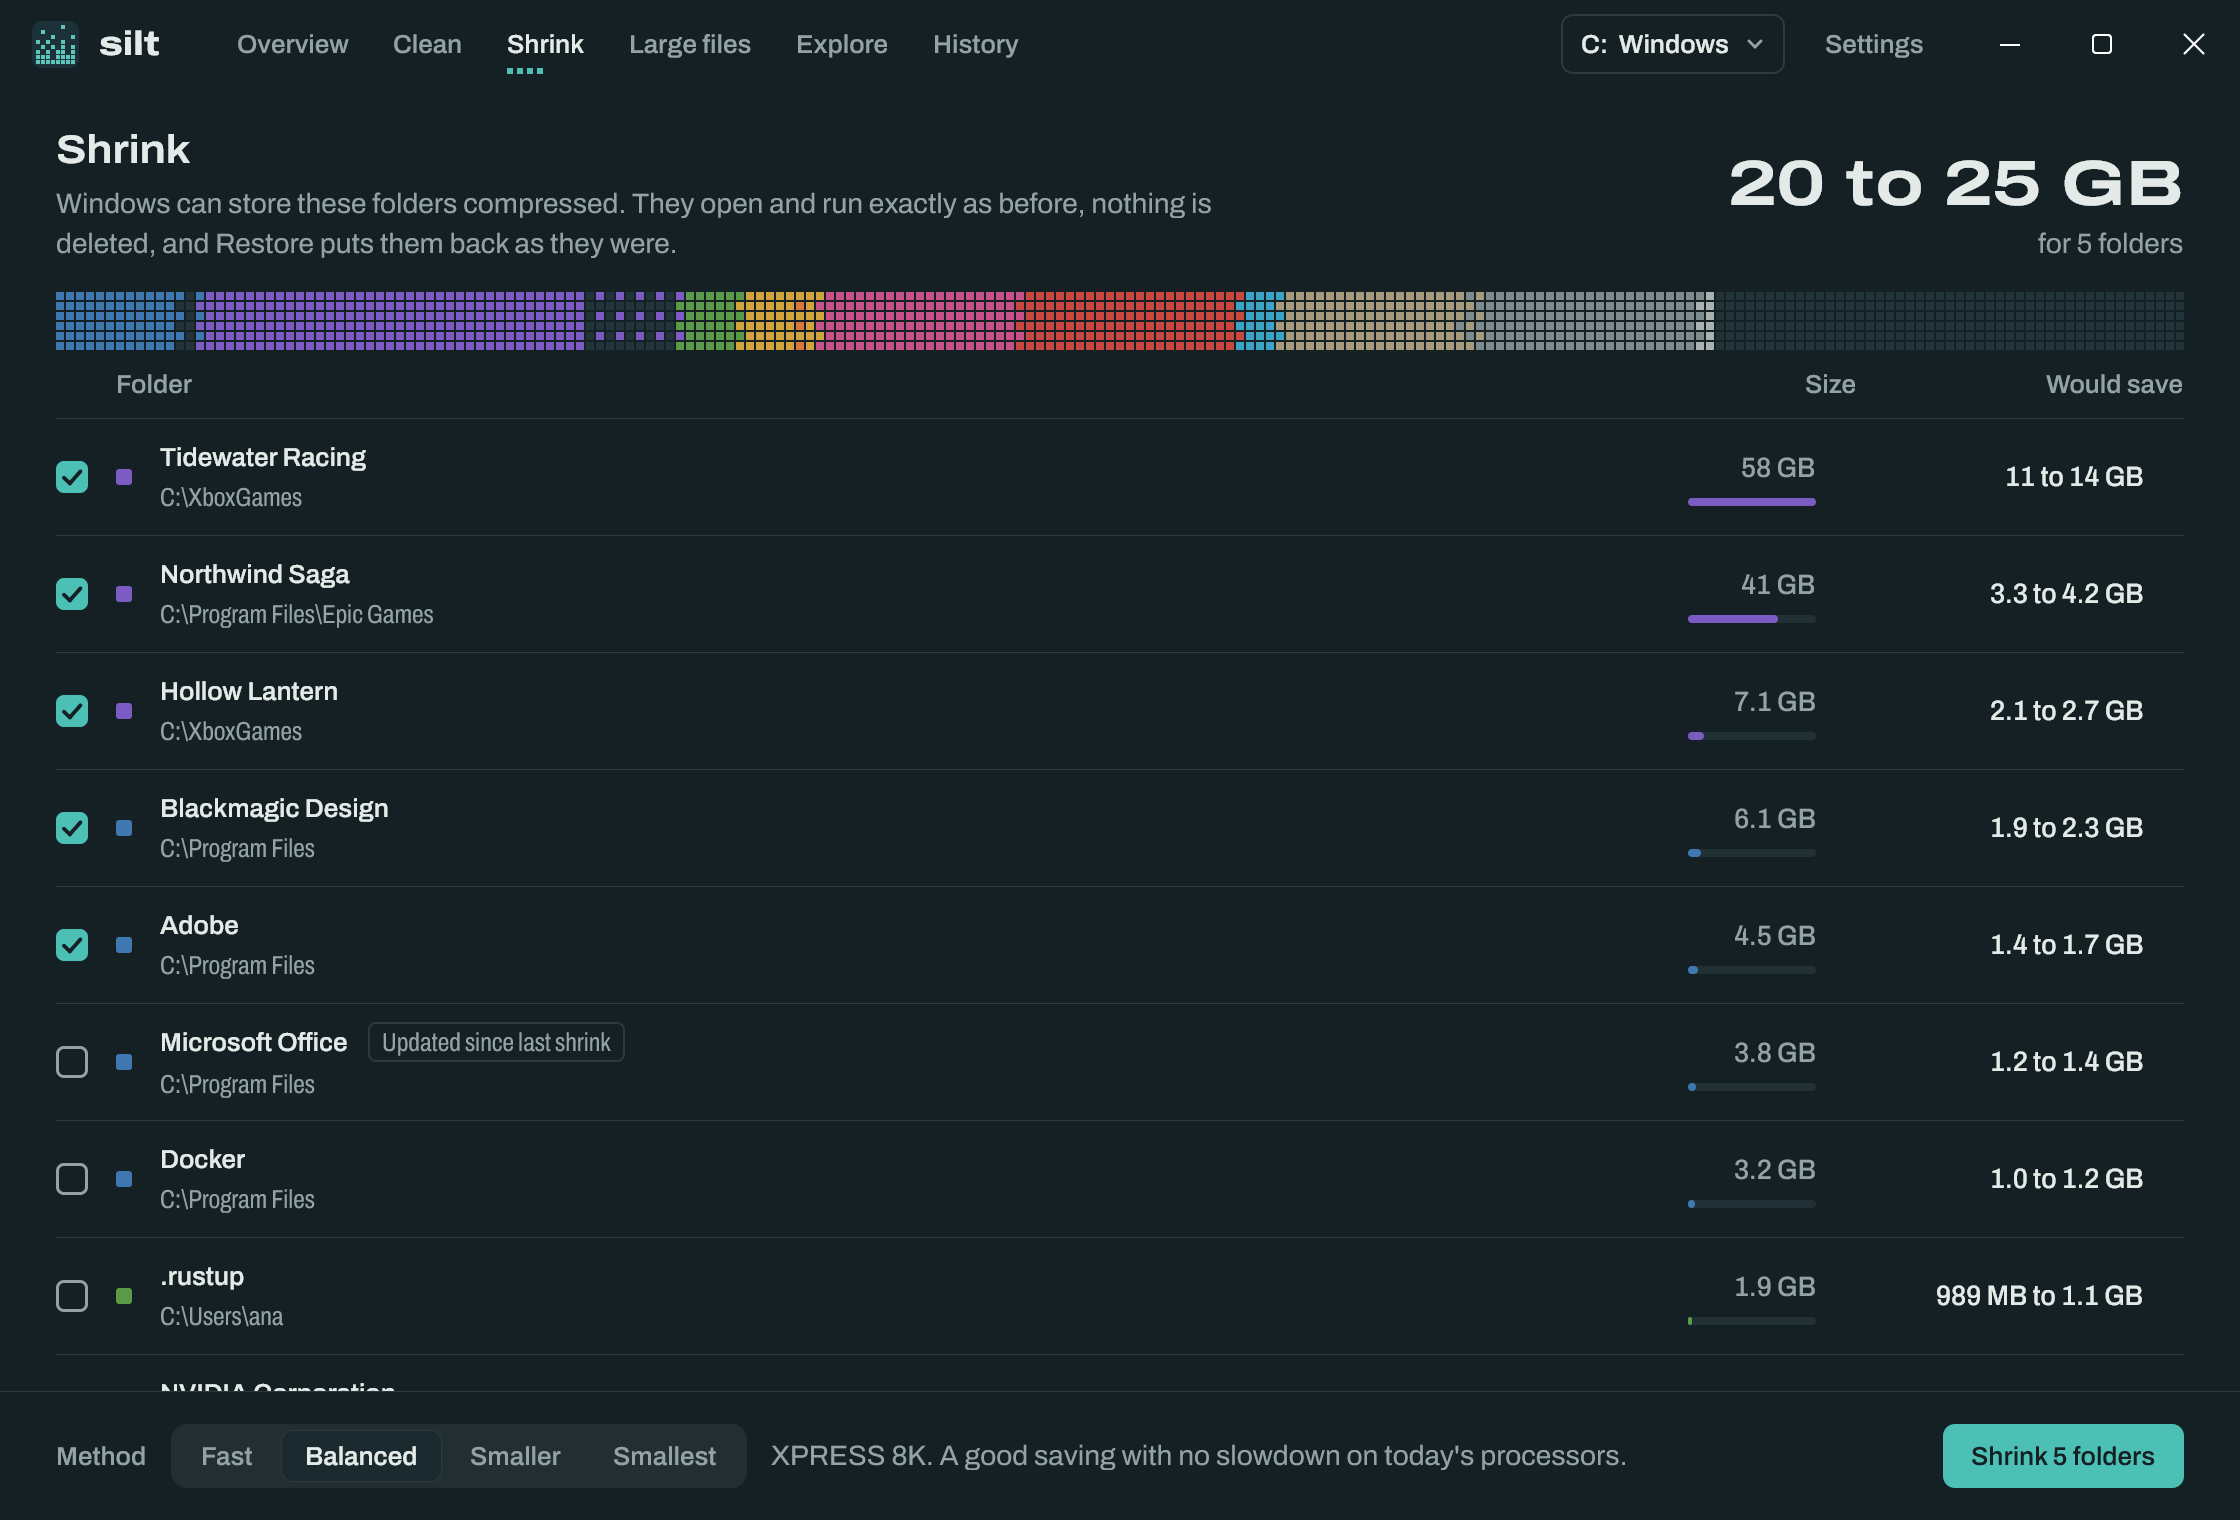 silt
Overview Clean Shrink Large files Explore History
C: Windows
Settings
Shrink
Windows can store these folders compressed. They open and run exactly as before, nothing is
deleted, and Restore puts them back as they were.
20 to 25 GB
for 5 folders
Folder Size Would save
Tidewater Racing
C:\XboxGames
58 GB
11 to 14 GB
Northwind Saga
C:\Program Files\Epic Games
41 GB
3.3 to 4.2 GB
Hollow Lantern
C:\XboxGames
7.1 GB
2.1 to 2.7 GB
Blackmagic Design
C:\Program Files
6.1 GB
1.9 to 2.3 GB
Adobe
C:\Program Files
4.5 GB
1.4 to 1.7 GB
Microsoft Office Updated since last shrink
C:\Program Files
3.8 GB
1.2 to 1.4 GB
Docker
C:\Program Files
3.2 GB
1.0 to 1.2 GB
.rustup
C:\Users\ana
1.9 GB
989 MB to 1.1 GB
NVIDIA Corporation
Method Fast Balanced Smaller Smallest
XPRESS 8K. A good saving with no slowdown on today's processors.
Shrink 5 folders